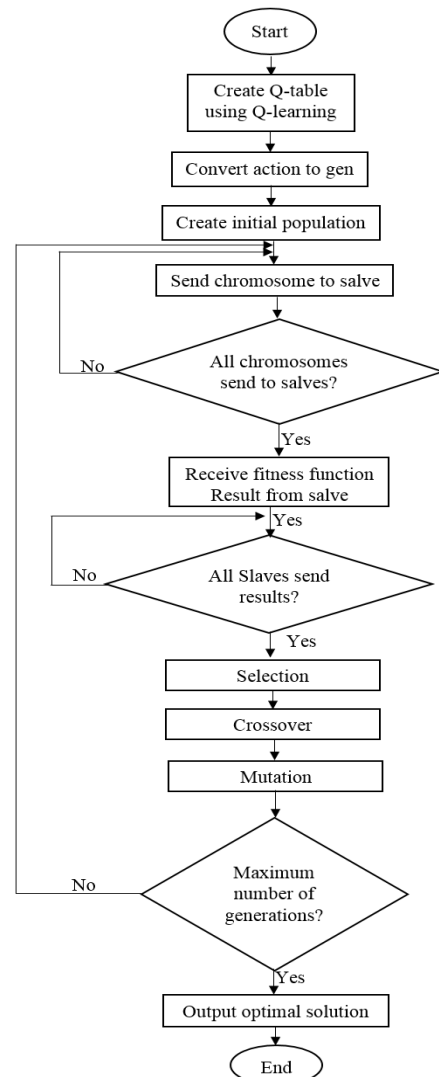 Start
Create Q-table
using Q-learning
Convert action to gen
Create initial population
Send chromosome to salve
No
All chromosomes
send to salves?
Yes
Receive fitness function
Result from salve
Yes
No
All Slaves send
results?
Yes
Selection
Crossover
Mutation
No
Maximum
number of
generations?
Yes
Output optimal solution
End